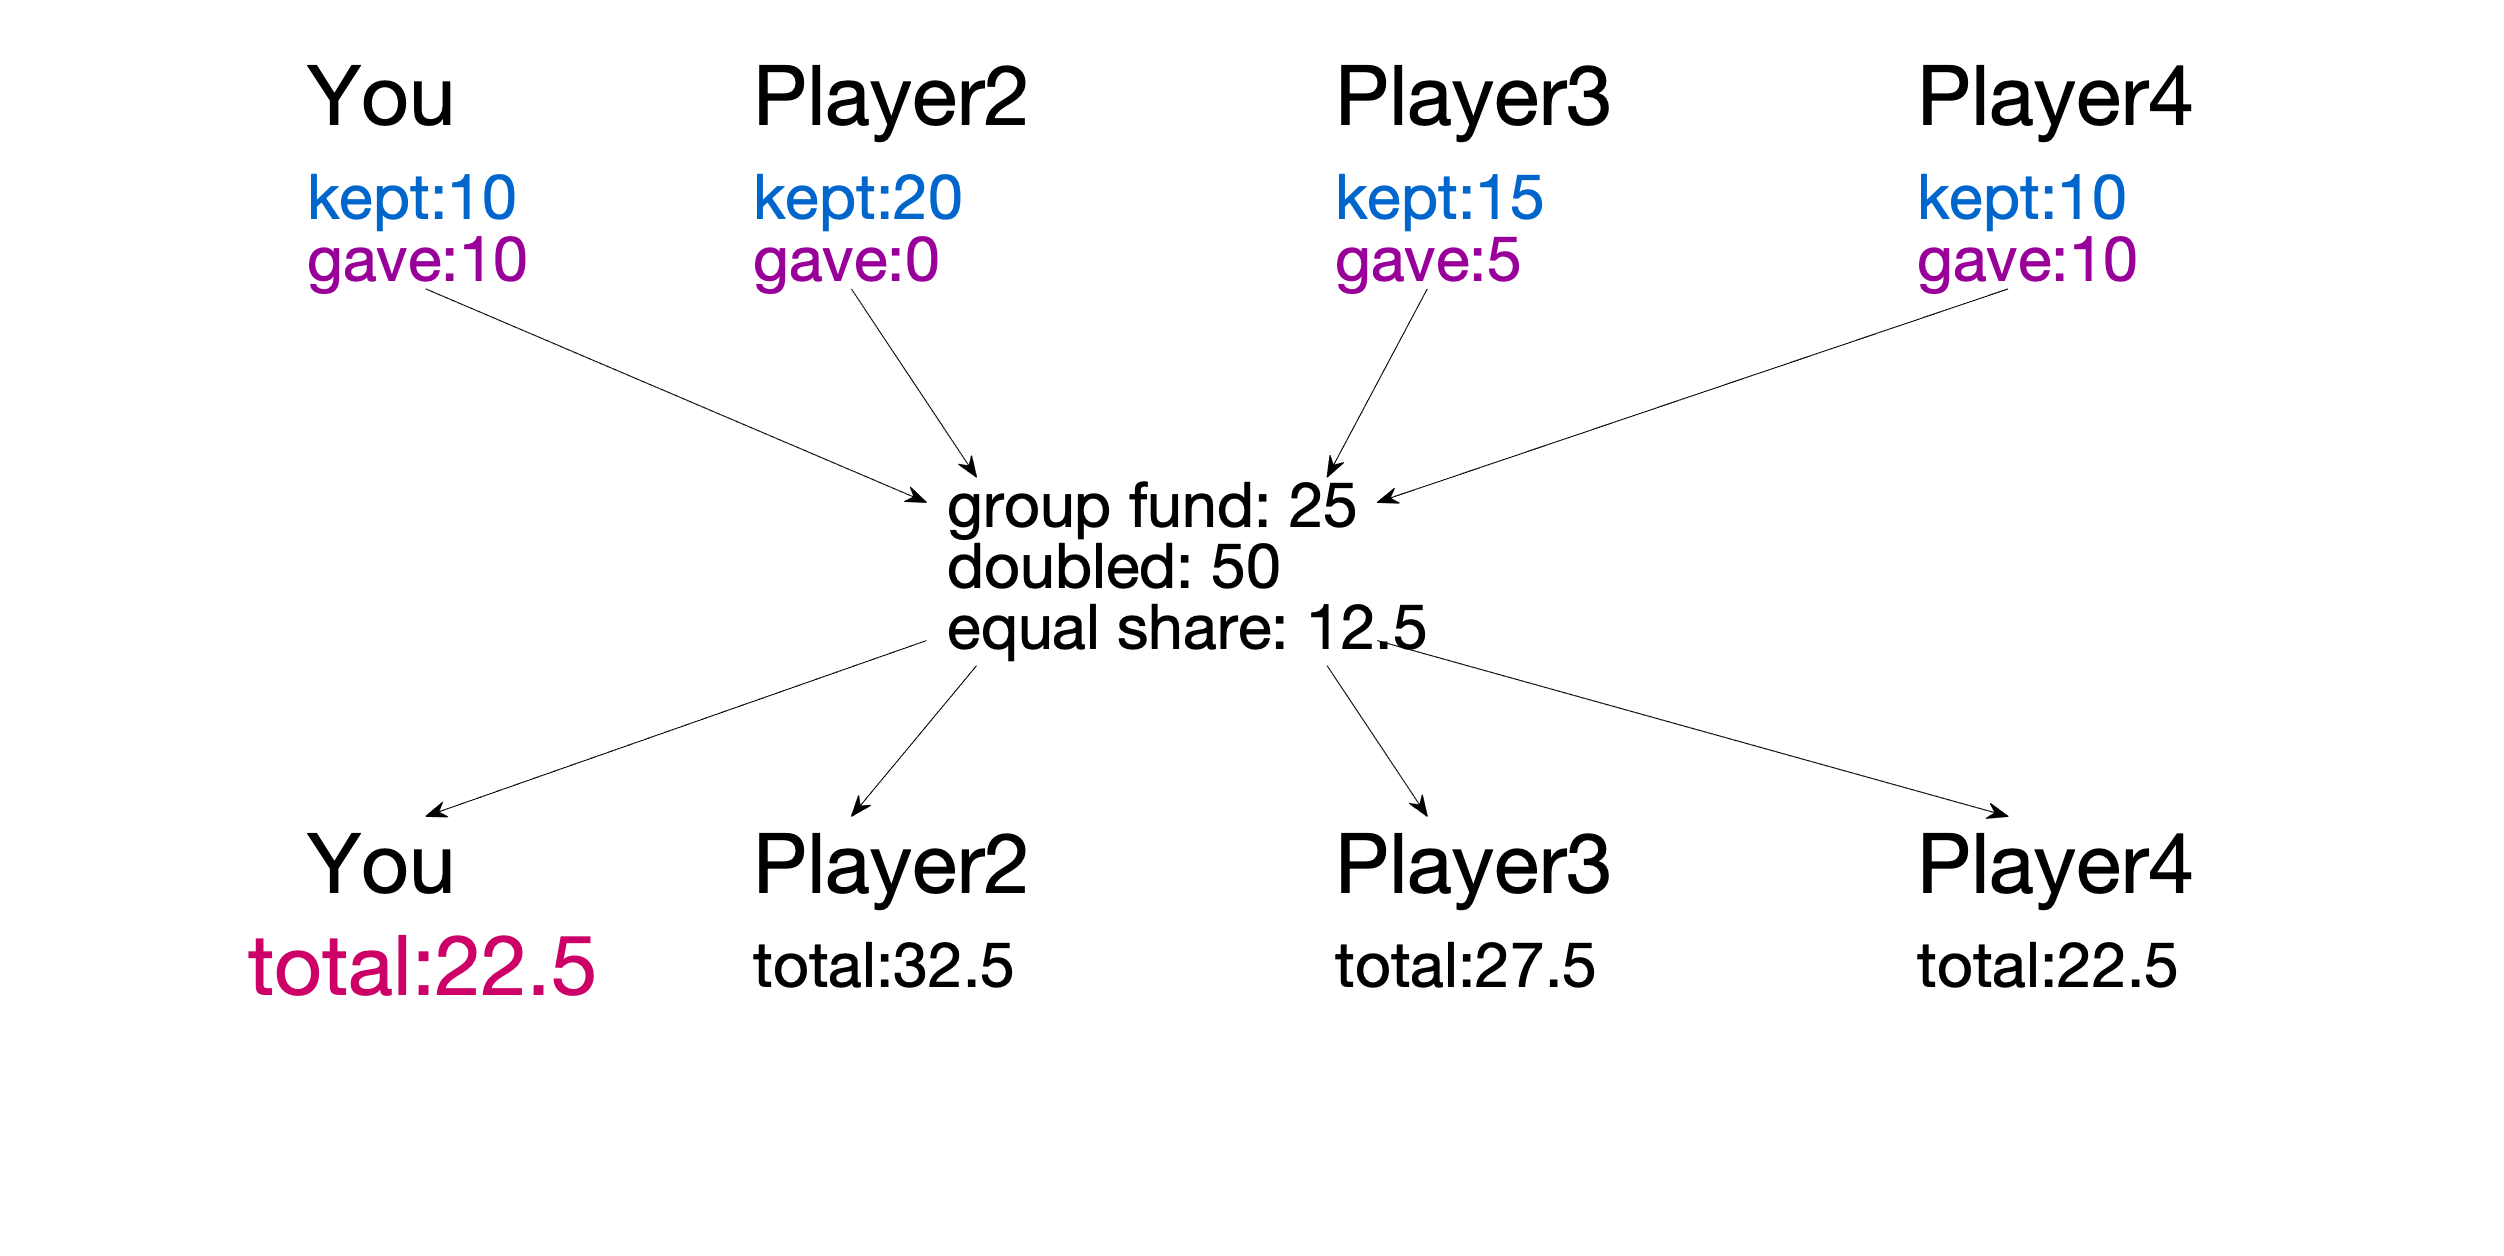 You Player2 Player3 Player4
kept:10 kept:20 kept:15 kept:10
gave:10 gave:0 gave:5 gave:10
group fund: 25
doubled: 50
equal share: 12.5
You Player2 Player3 Player4
total:22.5 total:32.5 total:27.5 total:22.5